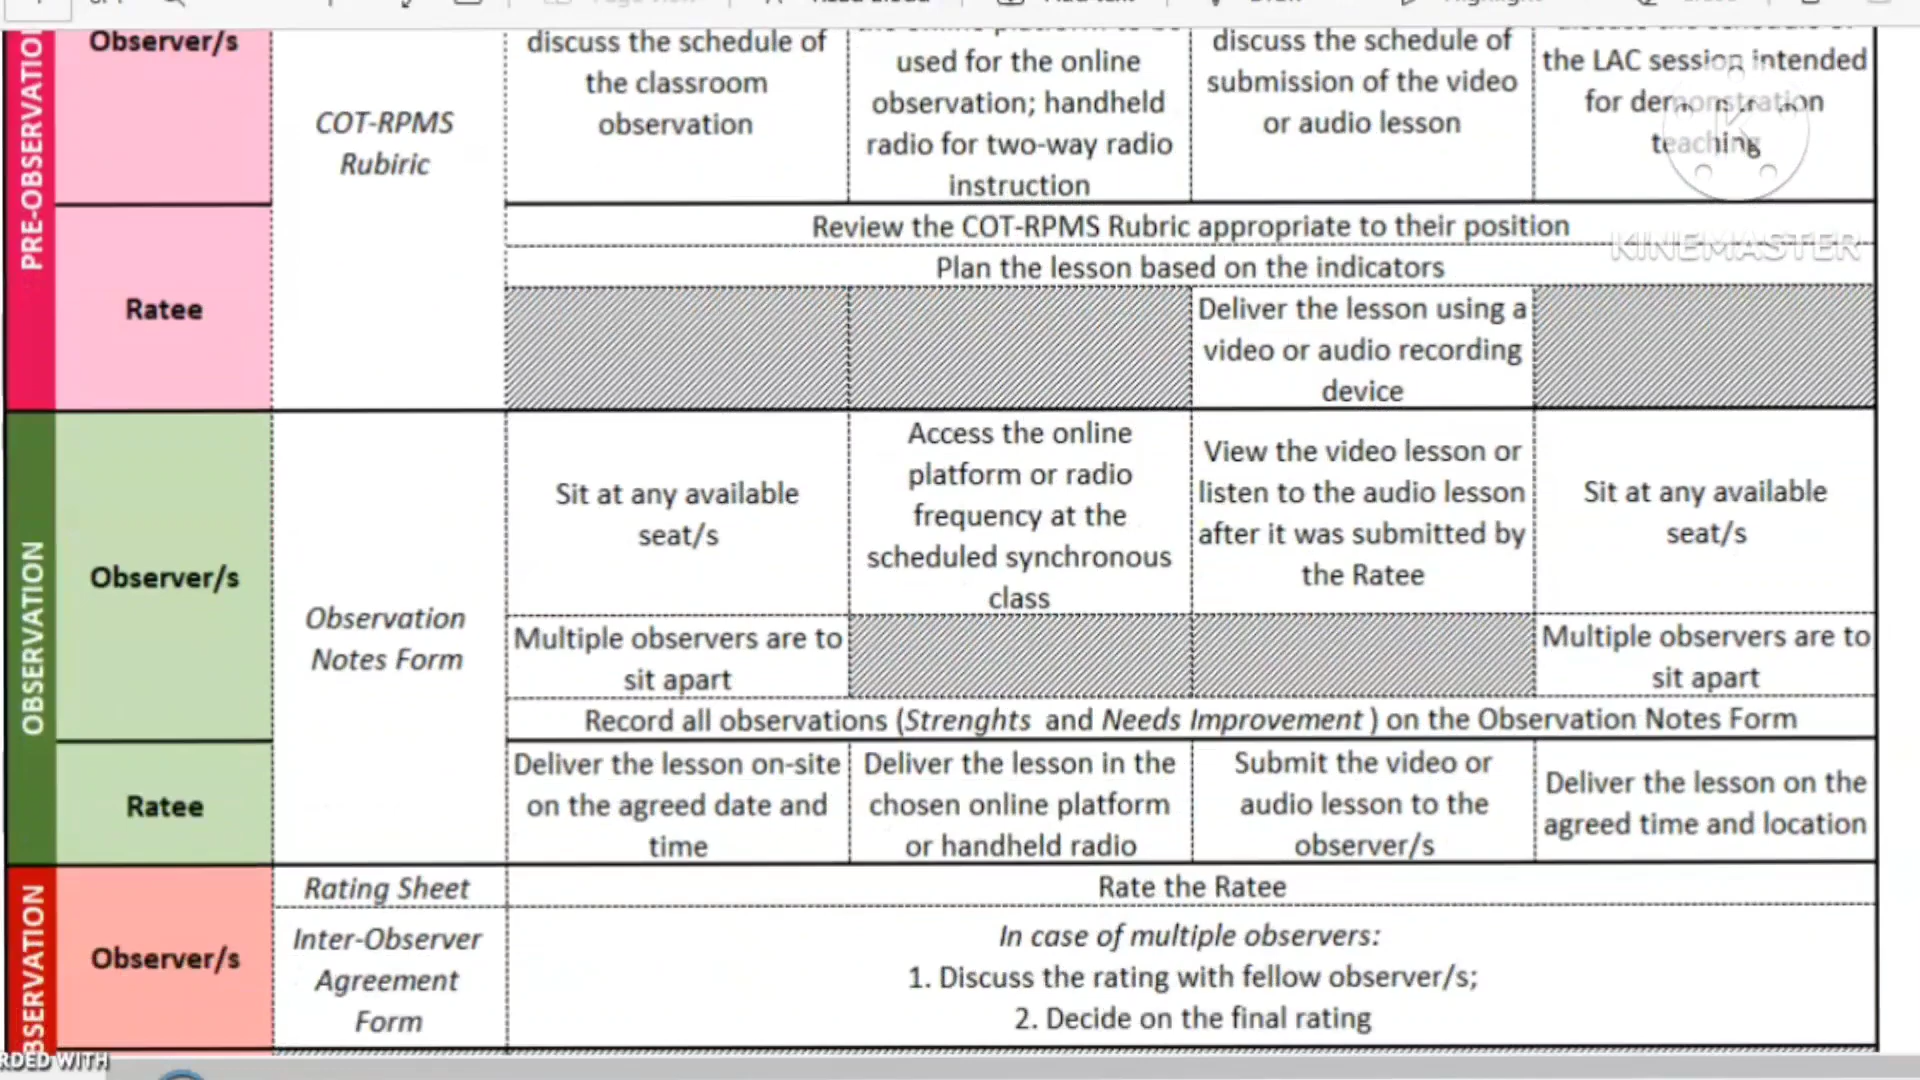 PRE-OBSERVATION
Observer/s
COT-RPMS
Rubiric
discuss the schedule of
the classroom
observation
used for the online
observation; handheld
radio for two-way radio
instruction
discuss the schedule of
submission of the video
or audio lesson
the LAC session intended
for demonstration
teaching
KINEMASTER
Ratee
Review the COT-RPMS Rubric appropriate to their position
Plan the lesson based on the indicators
Deliver the lesson using a
video or audio recording
device
OBSERVATION
Observer/s
Observation
Notes Form
Sit at any available
seat/s
Access the online
platform or radio
frequency at the
scheduled synchronous
class
View the video lesson or
listen to the audio lesson
after it was submitted by
the Ratee
Sit at any available
seat/s
Multiple observers are to
sit apart
Multiple observers are to
sit apart
Record all observations (Strenghts and Needs Improvement) on the Observation Notes Form
Ratee
Deliver the lesson on-site
on the agreed date and
time
Deliver the lesson in the
chosen online platform
or handheld radio
Submit the video or
audio lesson to the
observer/s
Deliver the lesson on the
agreed time and location
BSERVATION
Observer/s
Rating Sheet
Rate the Ratee
Inter-Observer
Agreement
Form
In case of multiple observers:
1. Discuss the rating with fellow observer/s;
2. Decide on the final rating
RDED WITH